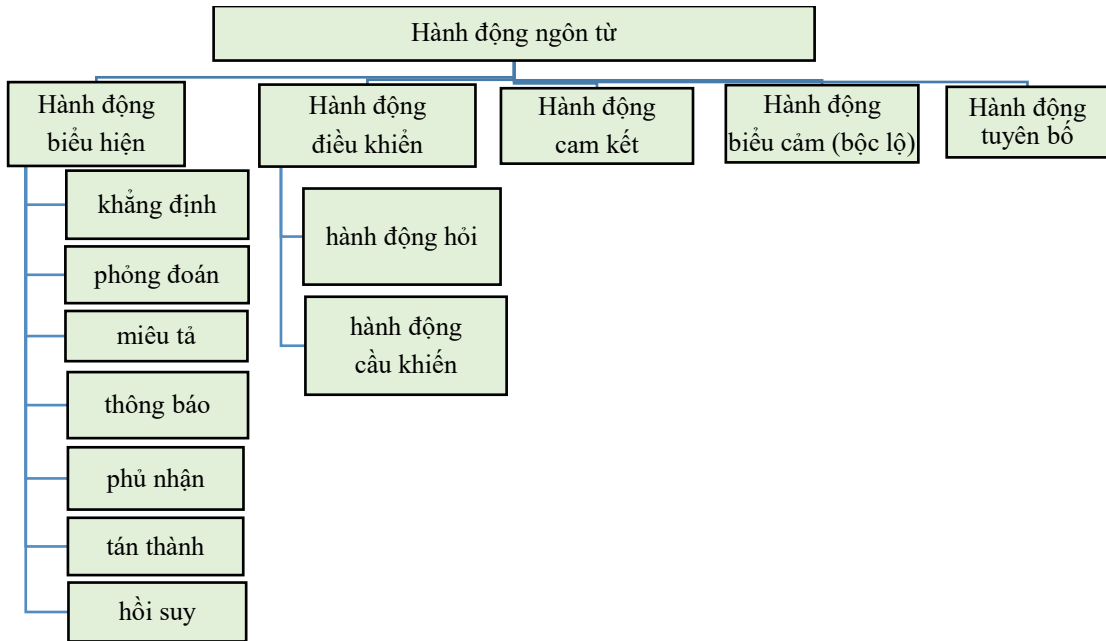 Hành động ngôn từ
Hành động
biểu hiện
Hành động
điều khiển
Hành động
cam kết
Hành động
biểu cảm (bộc lộ)
Hành động
tuyên bố
khẳng định
phỏng đoán
miêu tả
thông báo
phủ nhận
tán thành
hồi suy
hành động hỏi
hành động
cầu khiến